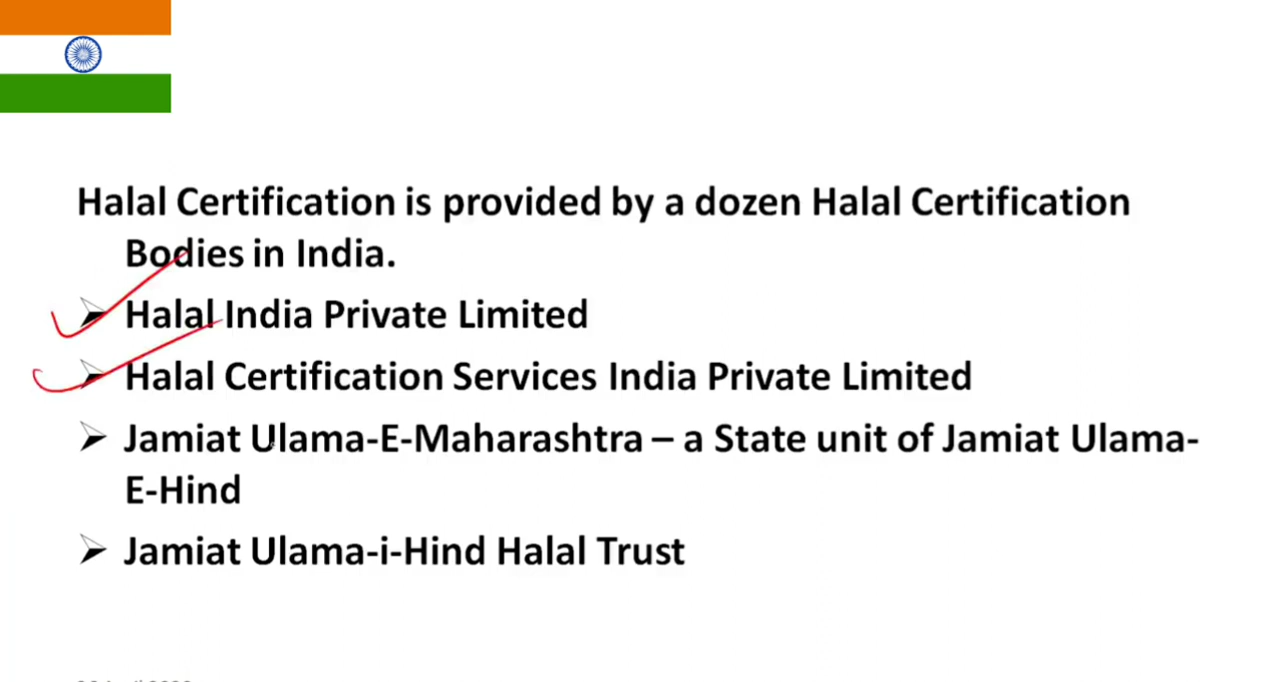 Halal Certification is provided by a dozen Halal Certification
Bodies in India.
Halal India Private Limited
Halal Certification Services India Private Limited
Jamiat Ulama-E-Maharashtra – a State unit of Jamiat Ulama-
E-Hind
Jamiat Ulama-i-Hind Halal Trust